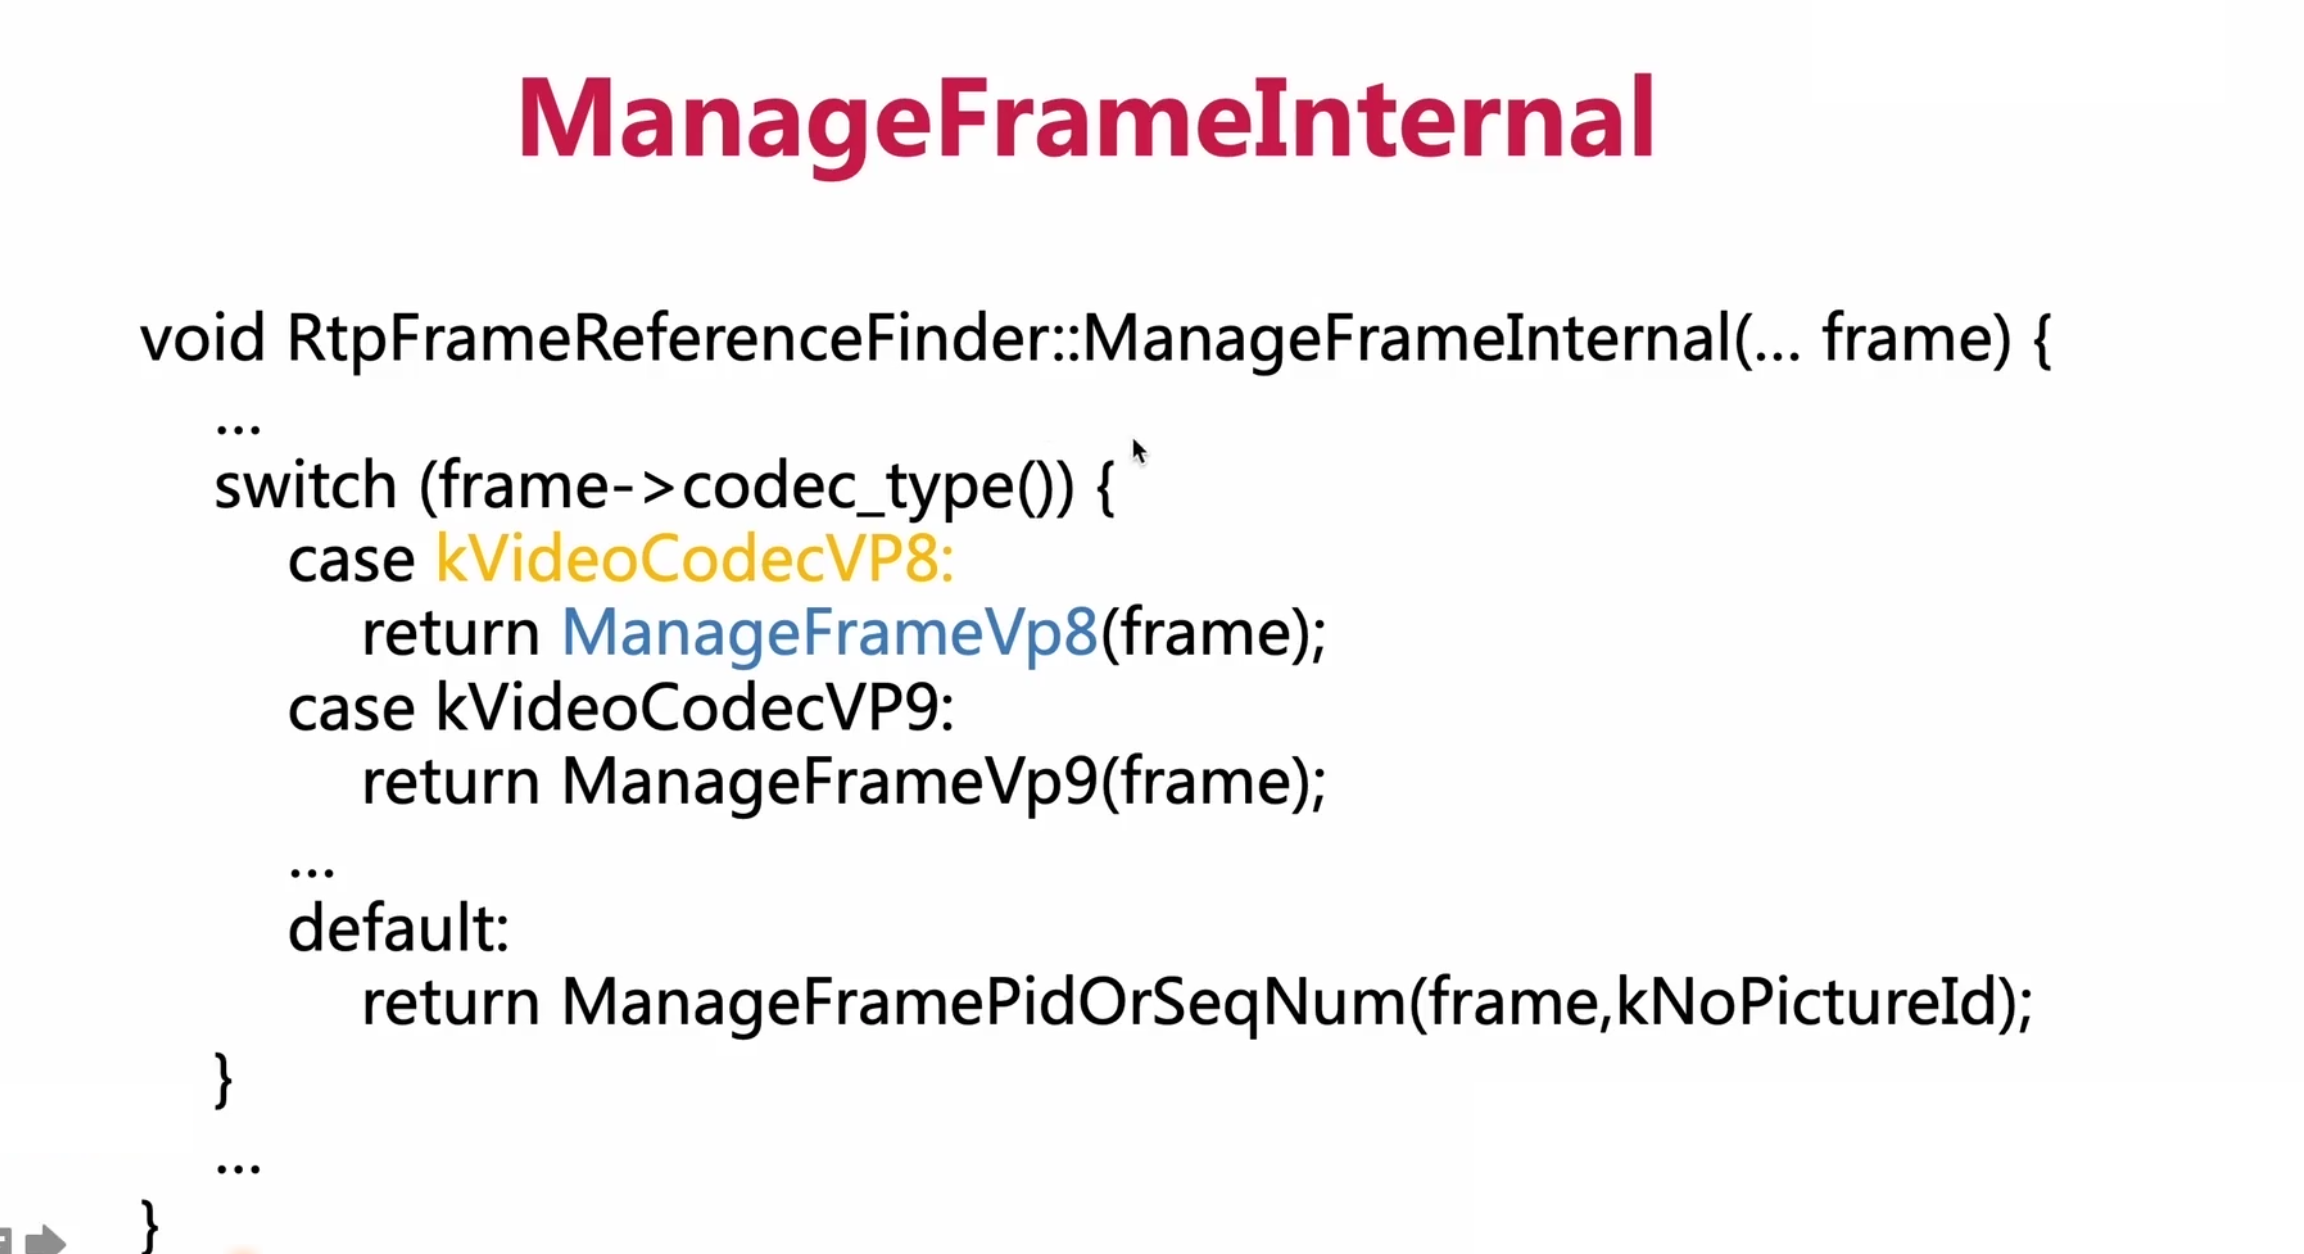 ManageFrameInternal
void RtpFrameReferenceFinder::ManageFrameInternal(... frame) {
...
switch (frame->codec_type()) {
case kVideoCodecVP8:
return ManageFrameVp8(frame);
case kVideoCodecVP9:
return ManageFrameVp9(frame);
...
default:
return ManageFramePidOrSeqNum(frame,kNoPictureId);
}
...
}